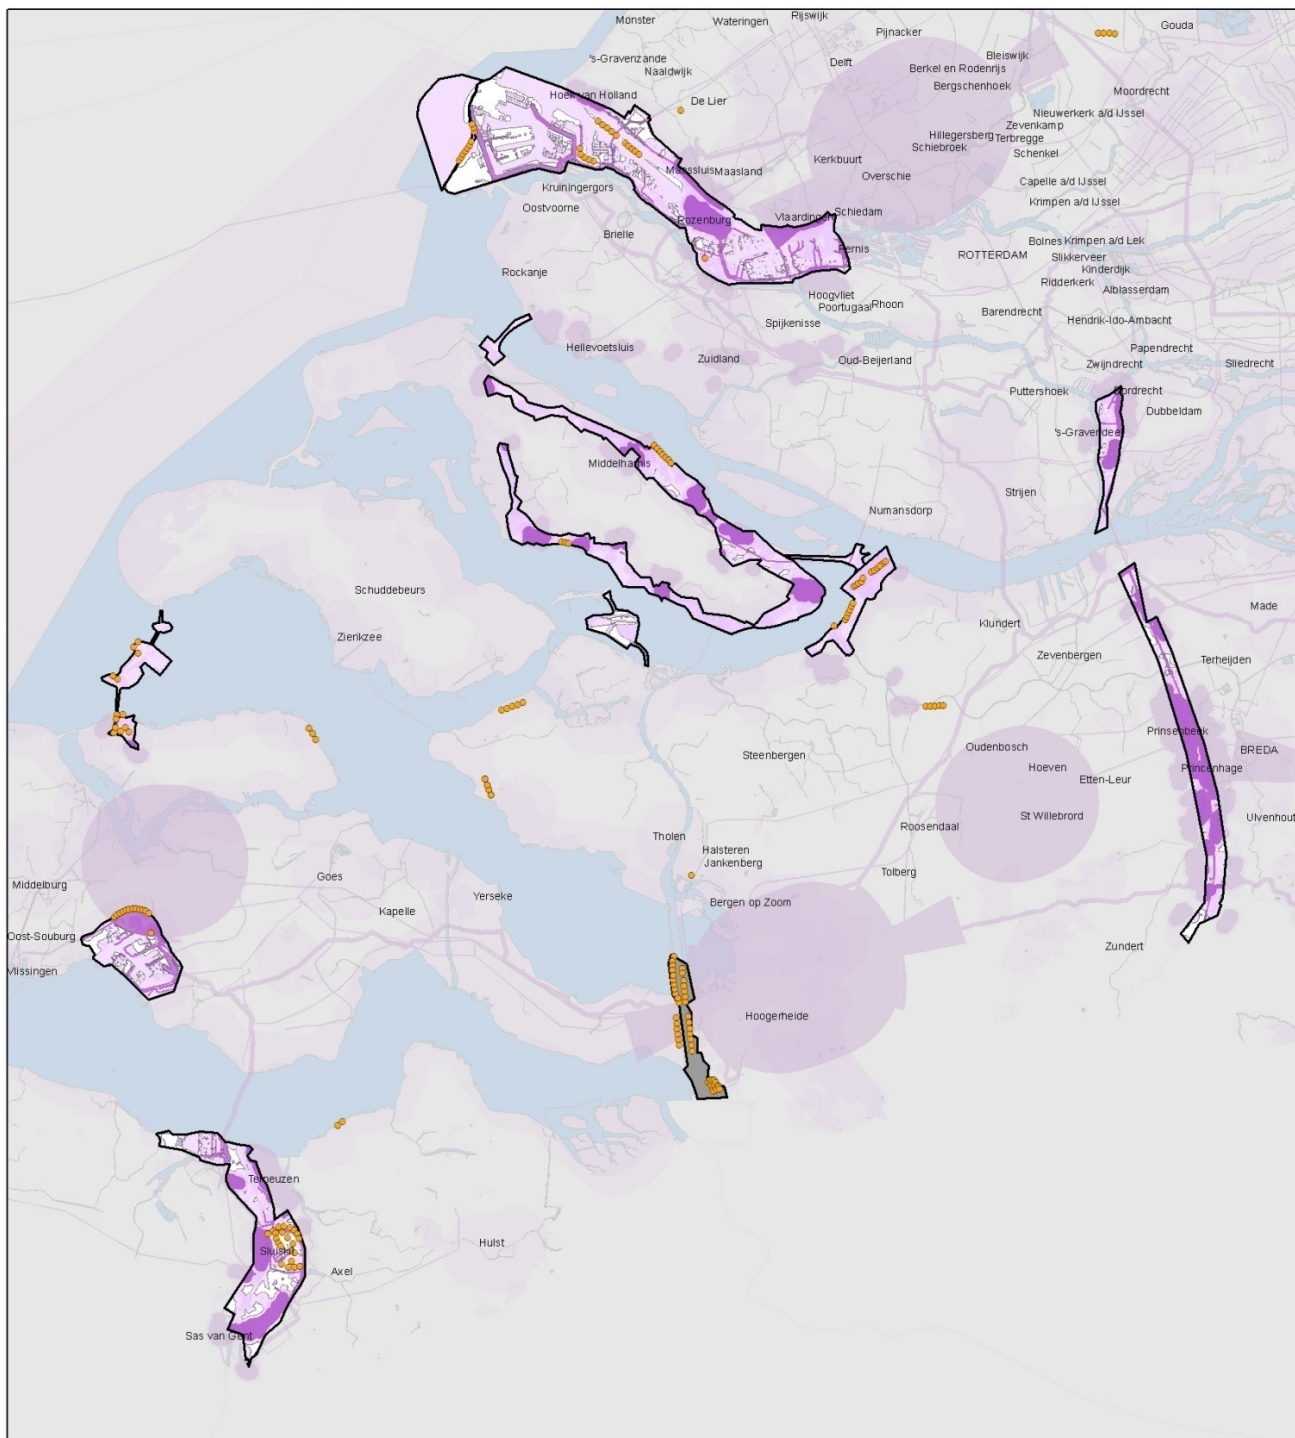 Monster
Wateringen
Rijswijk
Pijnacker
Gouda
's-Gravenzande
Naaldwijk
Delft
Bleiswijk
Berkel en Rodenrijs
Bergschenhoek
Moordrecht
Hoek van Holland
De Lier
Nieuwerkerk a/d IJssel
Zevenkamp
Hillegersberg
Terbregge
Schiebroek
Schenkel
Kerkbuurt
Maassluis
Maasland
Overschie
Capelle a/d IJssel
Kruiningergors
Krimpen a/d IJssel
Oostvoorne
Rozenburg
Vlaardingen
Schiedam
Brielle
Pernis
Bolnes
Krimpen a/d Lek
ROTTERDAM
Slikkerveer
Kinderdijk
Rockanje
Ridderkerk
Alblasserdam
Hoogvliet
Poortugaal
Rhoon
Barendrecht
Spijkenisse
Hendrik-Ido-Ambacht
Hellevoetsluis
Zuidland
Oud-Beijerland
Papendrecht
Zwijndrecht
Sliedrecht
Puttershoek
Dordrecht
Dubbeldam
's-Gravendeel
Middelharnis
Strijen
Numansdorp
Schuddebeurs
Made
Klundert
Zierikzee
Zevenbergen
Terheijden
Prinsenbeek
Oudenbosch
BREDA
Steenbergen
Hoeven
Princenhage
Etten-Leur
St Willebrord
Ulvenhout
Roosendaal
Tholen
Halsteren
Jankenberg
Tolberg
Goes
Middelburg
Yerseke
Kapelle
Bergen op Zoom
Oost-Souburg
Zundert
Vlissingen
Hoogerheide
Terneuzen
Hulst
Sluiskil
Axel
Sas van Gent